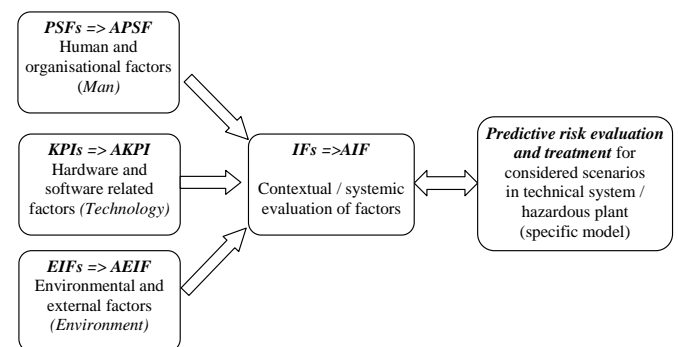 PSFs => APSF
Human and
organisational factors
(Man)
KPIs => AKPI
Hardware and
software related
factors (Technology)
EIFs => AEIF
Environmental and
external factors
(Environment)
IFs =>AIF
Contextual / systemic
evaluation of factors
Predictive risk evaluation
and treatment for
considered scenarios
in technical system /
hazardous plant
(specific model)